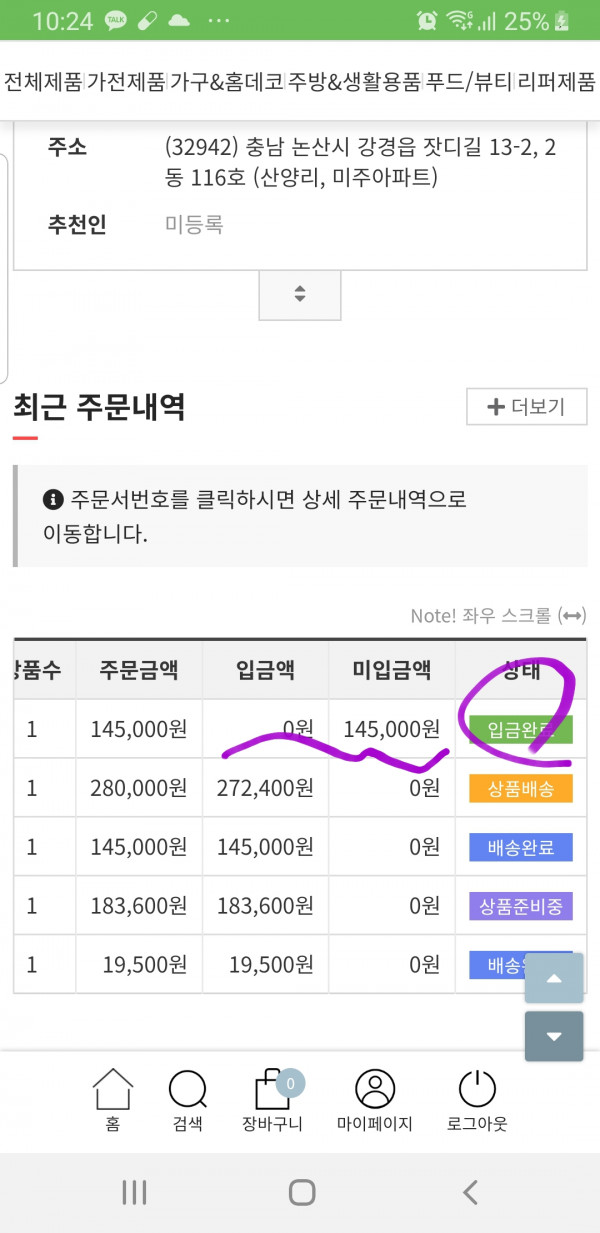 10:24 TALK ... 25%
전체제품 가전제품 가구&홈데코 주방&생활용품 푸드/뷰티 리퍼제품
주소 (32942) 충남 논산시 강경읍 잣디길 13-2, 2
동 116호 (산양리, 미주아파트)
추천인 미등록
최근 주문내역 + 더보기
주문서번호를 클릭하시면 상세 주문내역으로
이동합니다.
Note! 좌우 스크롤 (↔)
상품수 주문금액 입금액 미입금액 상태
1 145,000원 0원 145,000원 입금완료
1 280,000원 272,400원 0원 상품배송
1 145,000원 145,000원 0원 배송완료
1 183,600원 183,600원 0원 상품준비중
1 19,500원 19,500원 0원 배송
0
홈 검색 장바구니 마이페이지 로그아웃